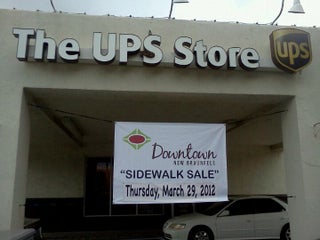 The UPS Store
ups
Downtown
NEW BRAUNFELS
"SIDEWALK SALE"
Thursday, March 29, 2012